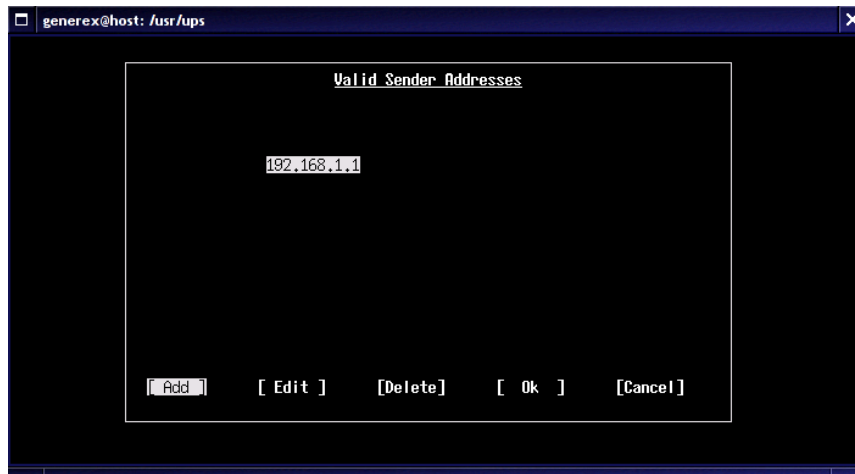 generex@host: /usr/ups
Valid Sender Addresses
192.168.1.1
[ Add ] [ Edit ] [Delete] [ Ok ] [Cancel]